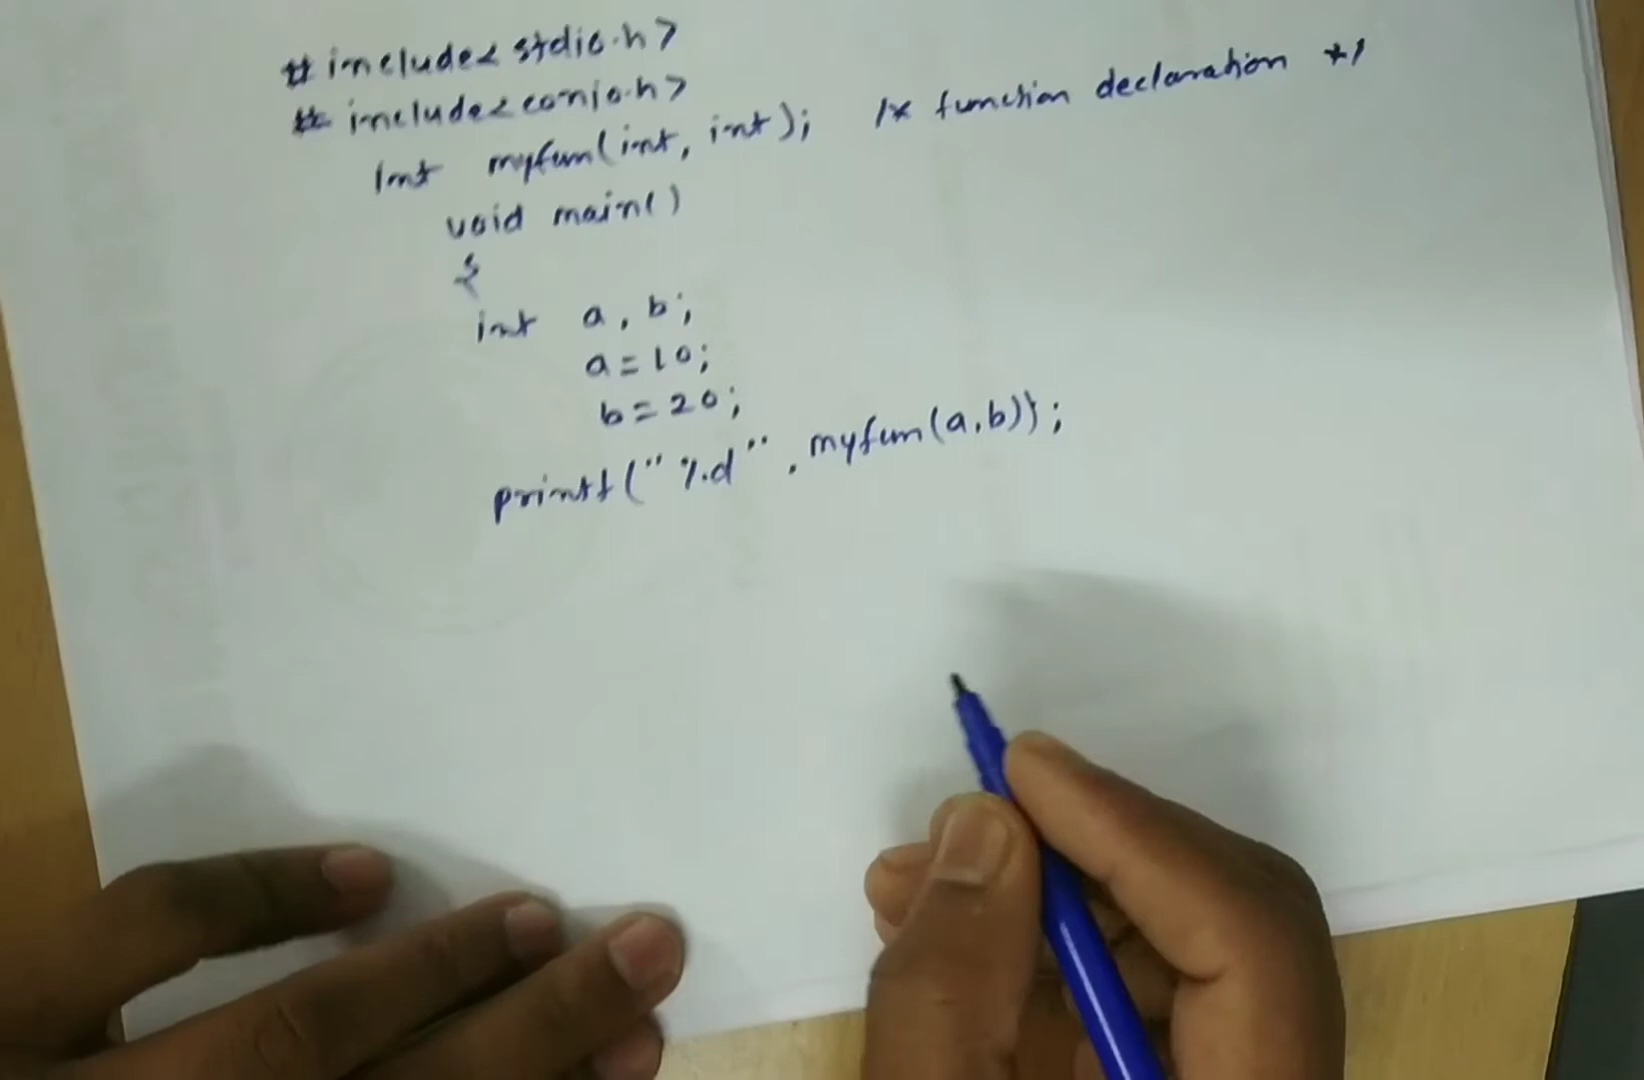 #include<stdio.h>
#include<conio.h>
int myfun(int, int); /* function declaration */
void main()
{
int a, b;
a=10;
b=20;
printf("%d", myfun(a,b));